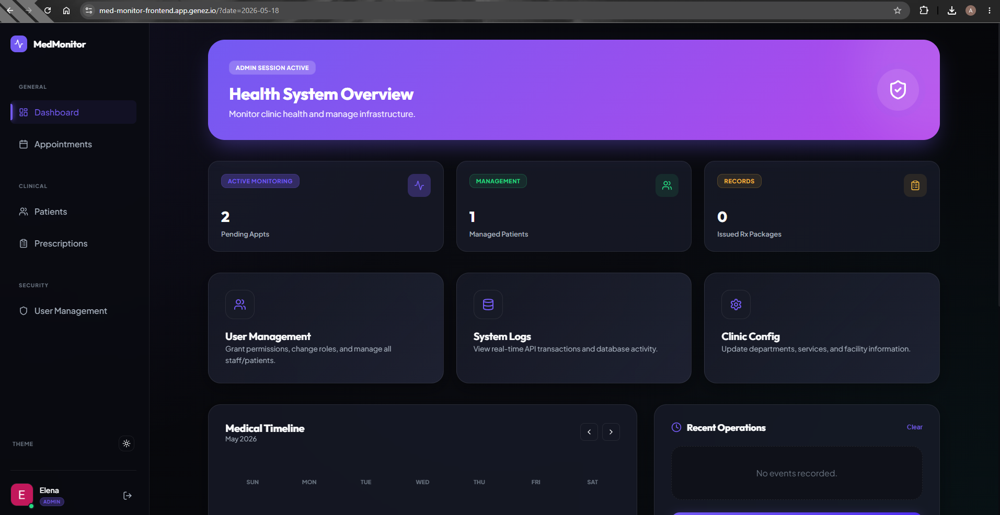 med-monitor-frontend.app.genez.io/?date=2026-05-18
A
MedMonitor
GENERAL
Dashboard
Appointments
CLINICAL
Patients
Prescriptions
SECURITY
User Management
THEME
E
Elena
ADMIN
ADMIN SESSION ACTIVE
Health System Overview
Monitor clinic health and manage infrastructure.
ACTIVE MONITORING
2
Pending Appts
MANAGEMENT
1
Managed Patients
RECORDS
0
Issued Rx Packages
User Management
Grant permissions, change roles, and manage all
staff/patients.
System Logs
View real-time API transactions and database activity.
Clinic Config
Update departments, services, and facility information.
Medical Timeline
May 2026
SUN MON TUE WED THU FRI SAT
Recent Operations
Clear
No events recorded.